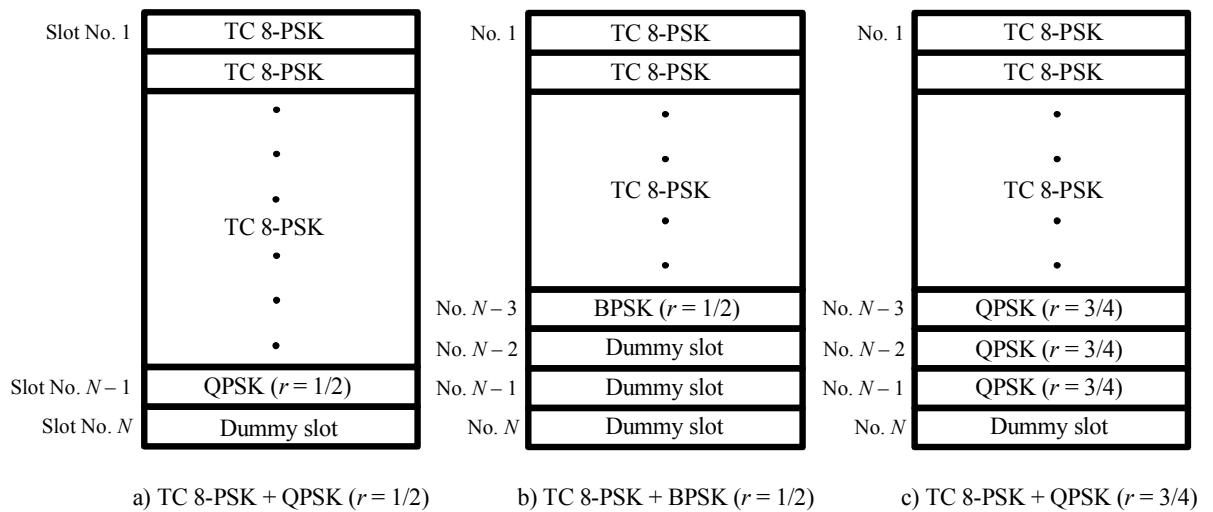 Slot No. 1 TC 8-PSK
TC 8-PSK
TC 8-PSK
Slot No. N – 1 QPSK (r = 1/2)
Slot No. N Dummy slot
a) TC 8-PSK + QPSK (r = 1/2)
No. 1 TC 8-PSK
TC 8-PSK
TC 8-PSK
No. N – 3 BPSK (r = 1/2)
No. N – 2 Dummy slot
No. N – 1 Dummy slot
No. N Dummy slot
b) TC 8-PSK + BPSK (r = 1/2)
No. 1 TC 8-PSK
TC 8-PSK
TC 8-PSK
No. N – 3 QPSK (r = 3/4)
No. N – 2 QPSK (r = 3/4)
No. N – 1 QPSK (r = 3/4)
No. N Dummy slot
c) TC 8-PSK + QPSK (r = 3/4)